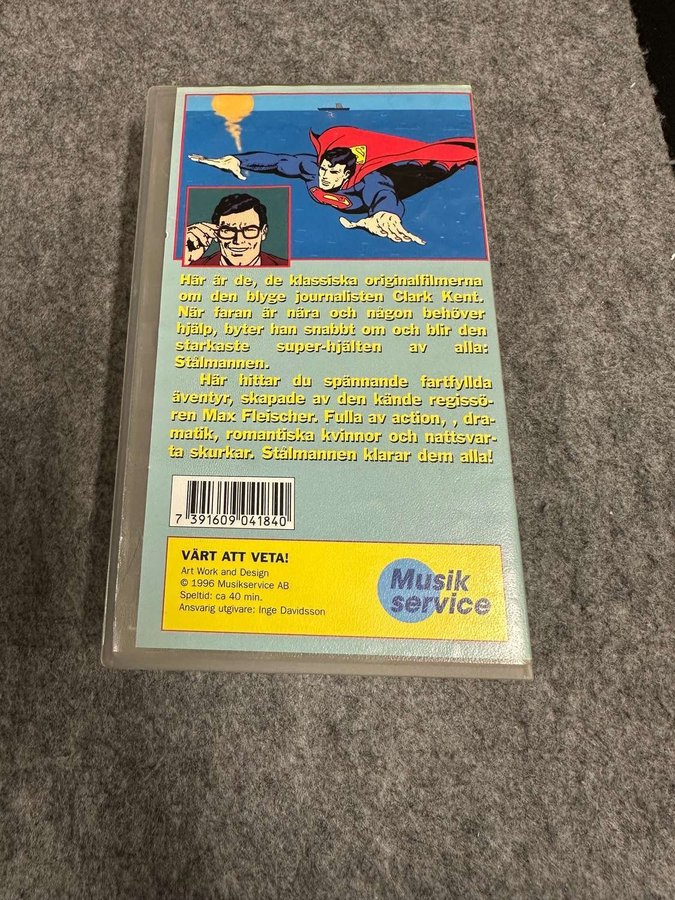 Här är de, de klassiska originalfilmerna
om den blyge journalisten Clark Kent.
När faran är nära och någon behöver
hjälp, byter han snabbt om och blir den
starkaste super-hjälten av alla:
Stålmannen.
Här hittar du spännande fartfyllda
äventyr, skapade av den kände regissö-
ren Max Fleischer. Fulla av action, , dra-
matik, romantiska kvinnor och nattsvar-
ta skurkar. Stålmannen klarar dem alla!
7 391609 041840
VÄRT ATT VETA!
Art Work and Design
© 1996 Musikservice AB
Speltid: ca 40 min.
Ansvarig utgivare: Inge Davidsson
Musik
service